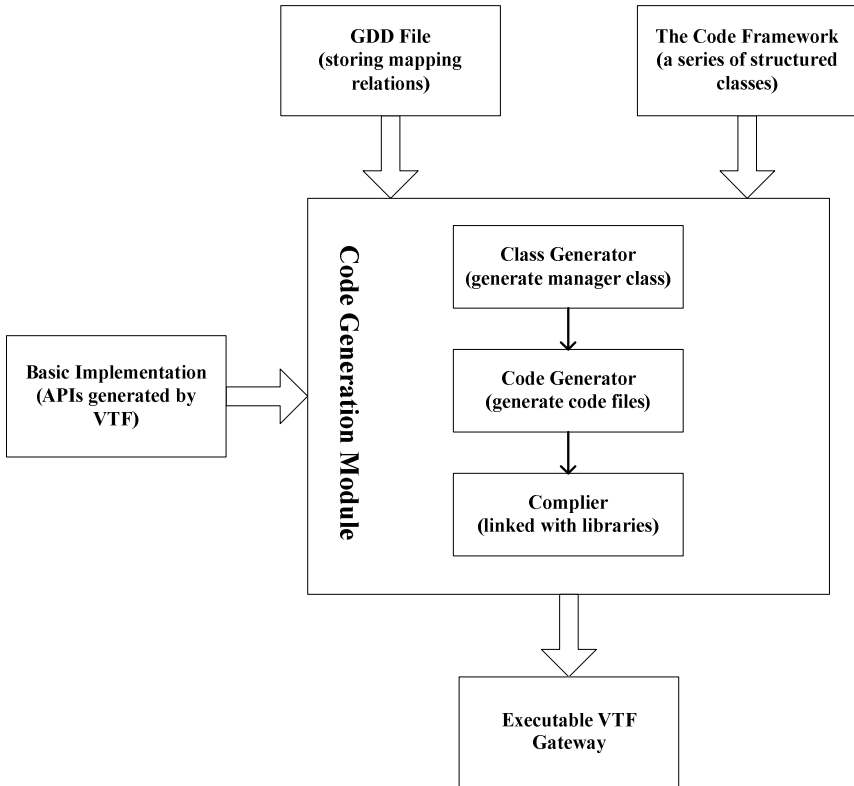 GDD File
(storing mapping
relations)
The Code Framework
(a series of structured
classes)
Code Generation Module
Class Generator
(generate manager class)
Code Generator
(generate code files)
Complier
(linked with libraries)
Basic Implementation
(APIs generated by
VTF)
Executable VTF
Gateway